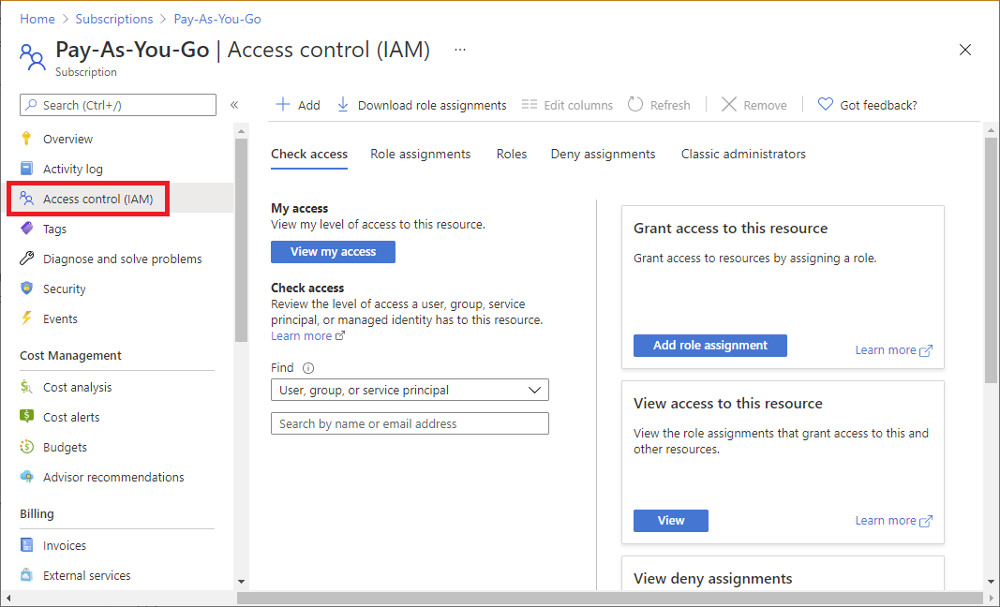 Home > Subscriptions > Pay-As-You-Go
Pay-As-You-Go | Access control (IAM) ...
Subscription
Search (Ctrl+/)
Overview
Activity log
Access control (IAM)
Tags
Diagnose and solve problems
Security
Events
Cost Management
Cost analysis
Cost alerts
Budgets
Advisor recommendations
Billing
Invoices
External services
Add
Download role assignments
Edit columns
Refresh
Remove
Got feedback?
Check access
Role assignments
Roles
Deny assignments
Classic administrators
My access
View my level of access to this resource.
View my access
Check access
Review the level of access a user, group, service
principal, or managed identity has to this resource.
Learn more
Find
User, group, or service principal
Search by name or email address
Grant access to this resource
Grant access to resources by assigning a role.
Add role assignment
Learn more
View access to this resource
View the role assignments that grant access to this and
other resources.
View
Learn more
View deny assignments